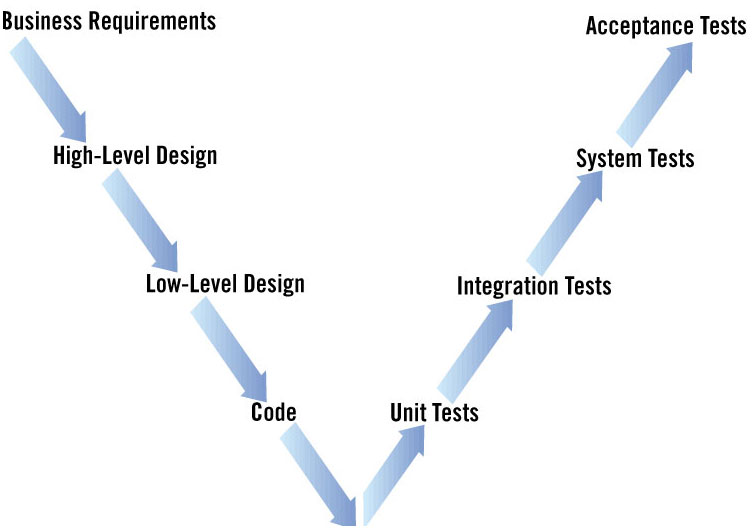 Business Requirements
Acceptance Tests
High-Level Design
System Tests
Low-Level Design
Integration Tests
Code
Unit Tests